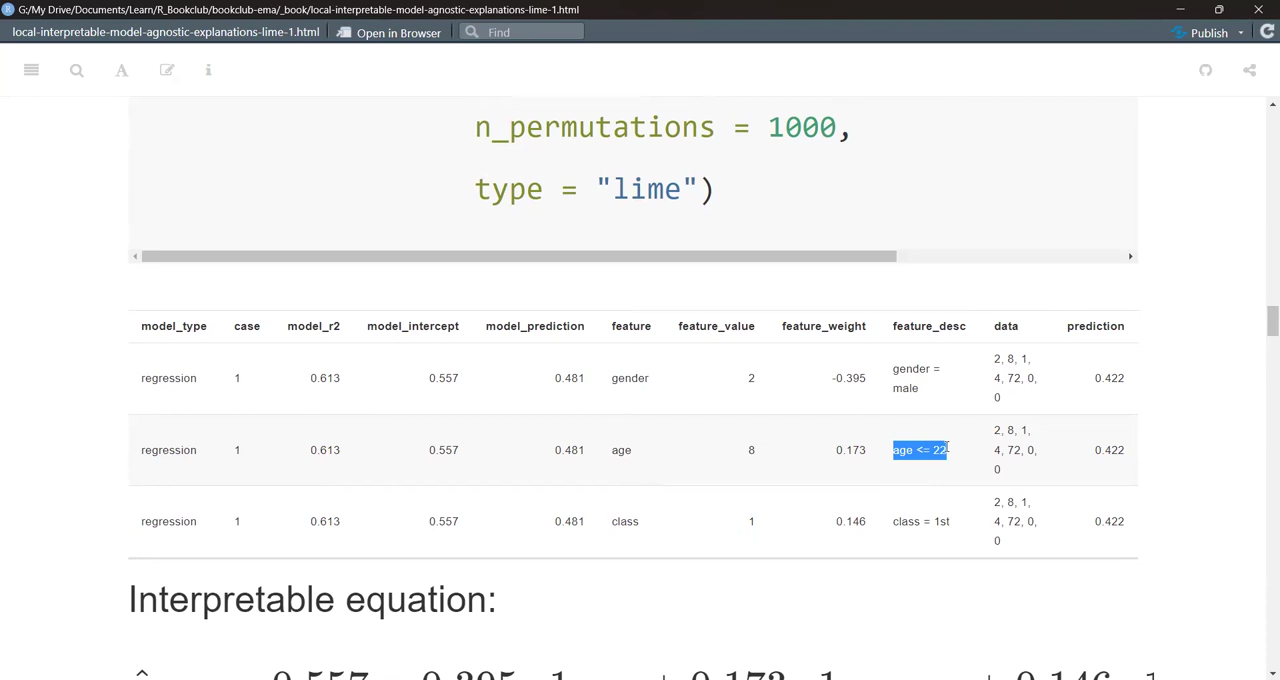 G:/My Drive/Documents/Learn/R_Bookclub/bookclub-ema/_book/local-interpretable-model-agnostic-explanations-lime-1.html
local-interpretable-model-agnostic-explanations-lime-1.html Open in Browser Find Publish
n_permutations = 1000,
type = "lime")
model_type case model_r2 model_intercept model_prediction feature feature_value feature_weight feature_desc data prediction
regression 1 0.613 0.557 0.481 gender 2 -0.395 gender = male 2, 8, 1, 4, 72, 0, 0 0.422
regression 1 0.613 0.557 0.481 age 8 0.173 age <= 22 2, 8, 1, 4, 72, 0, 0 0.422
regression 1 0.613 0.557 0.481 class 1 0.146 class = 1st 2, 8, 1, 4, 72, 0, 0 0.422
Interpretable equation: